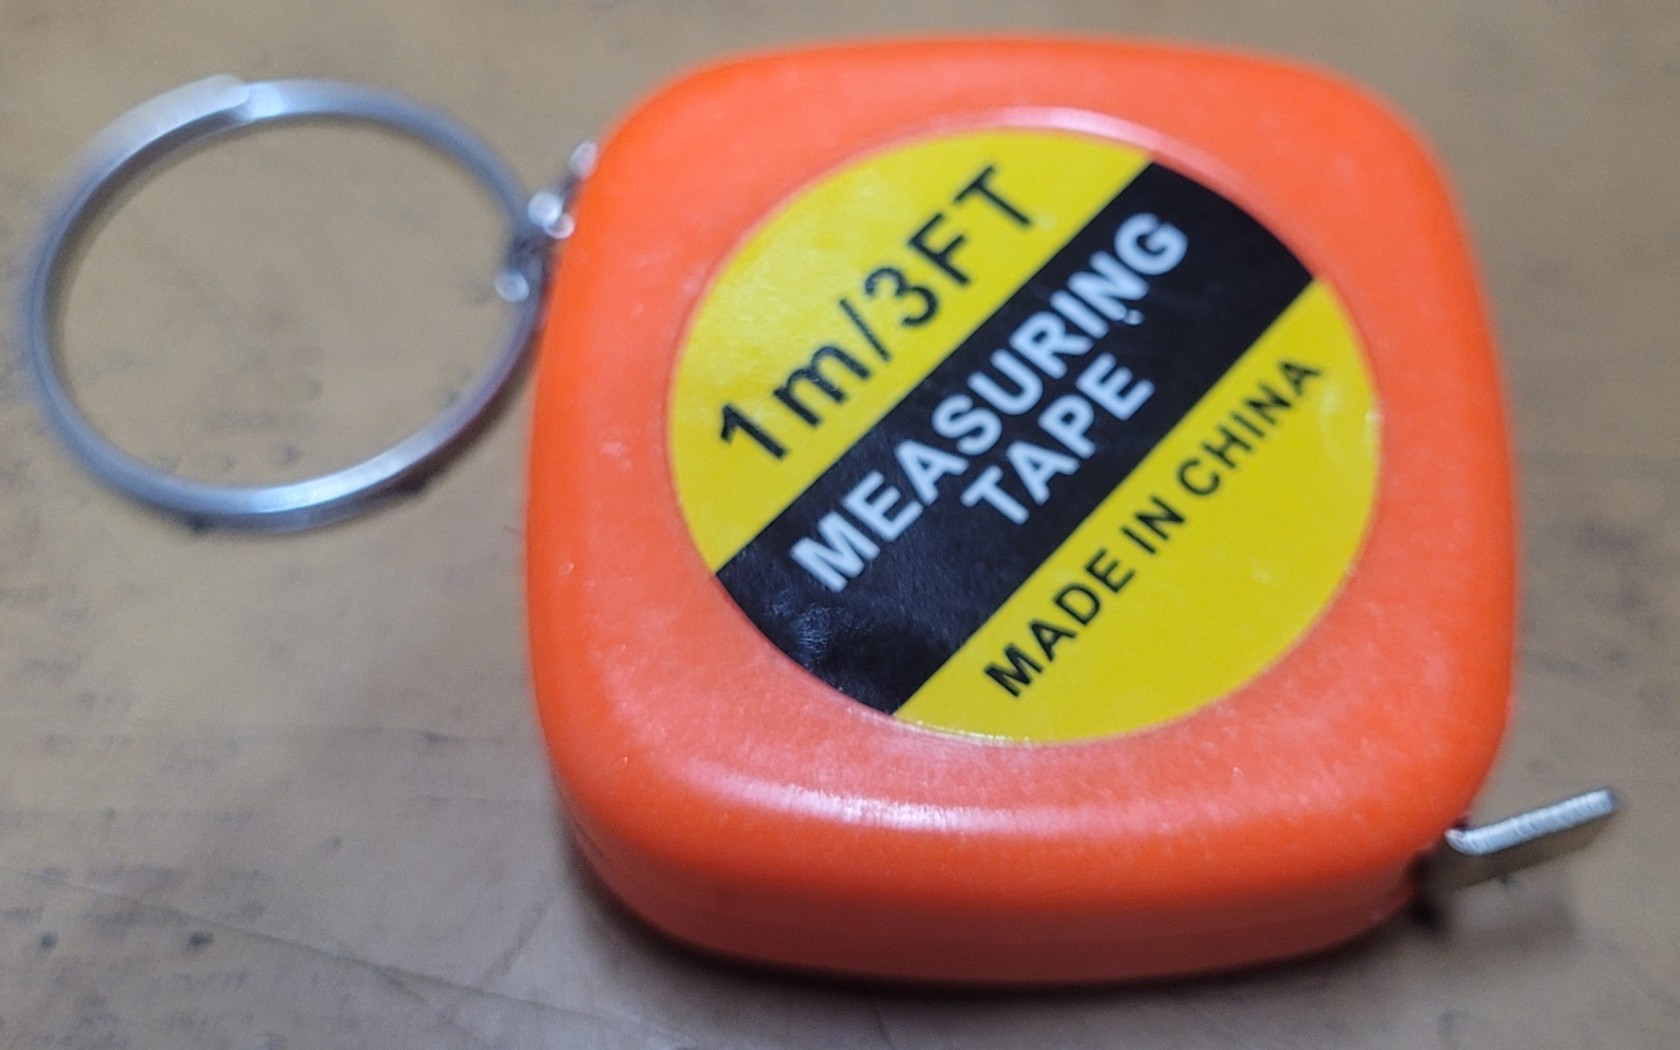 1m/3FT
MEASURING
TAPE
MADE IN CHINA